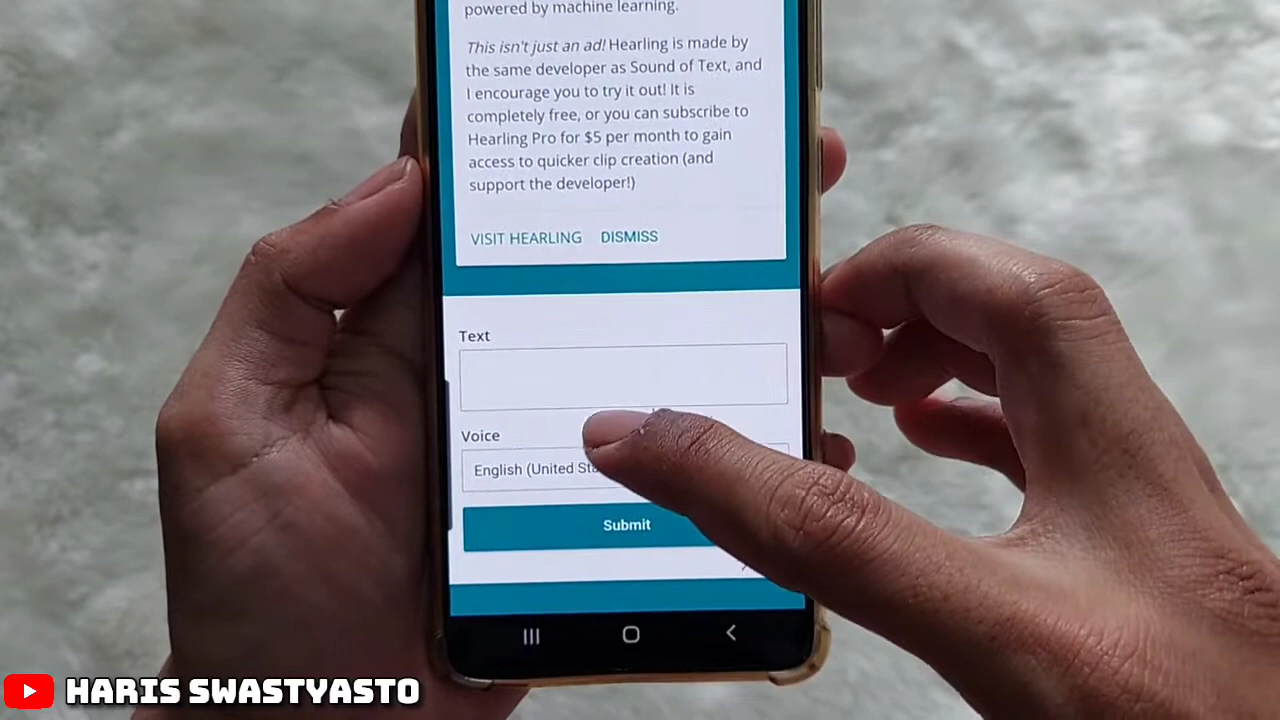 powered by machine learning.
This isn't just an ad! Hearling is made by
the same developer as Sound of Text, and
I encourage you to try it out! It is
completely free, or you can subscribe to
Hearling Pro for $5 per month to gain
access to quicker clip creation (and
support the developer!)
VISIT HEARLING DISMISS
Text
Voice
English (United
Submit
HARIS SWASTYASTO